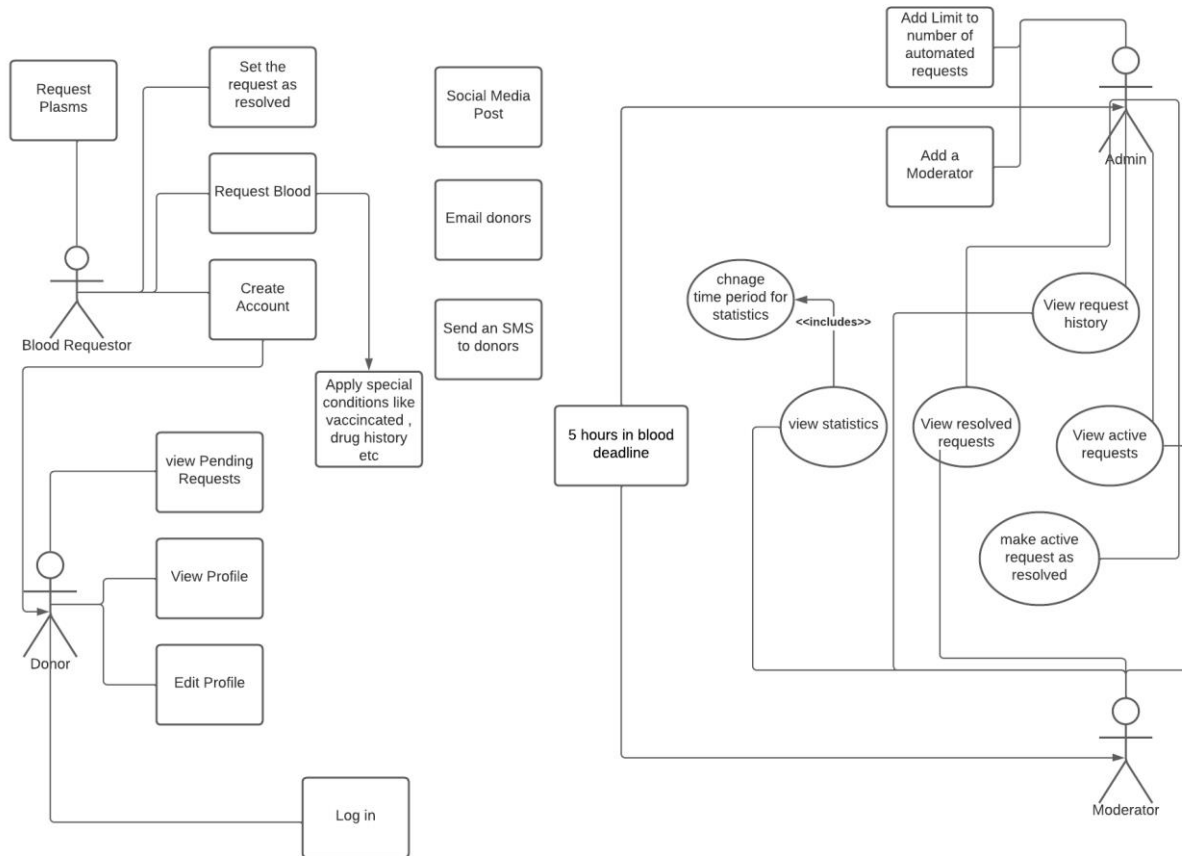 Request
Plasms
Set the
request as
resolved
Request Blood
Create
Account
Blood Requestor
Social Media
Post
Email donors
Send an SMS
to donors
Apply special
conditions like
vaccincated ,
drug history
etc
view Pending
Requests
View Profile
Edit Profile
Donor
Log in
Add Limit to
number of
automated
requests
Add a
Moderator
Admin
chnage
time period for
statistics
<<includes>>
View request
history
5 hours in blood
deadline
view statistics
View resolved
requests
View active
requests
make active
request as
resolved
Moderator